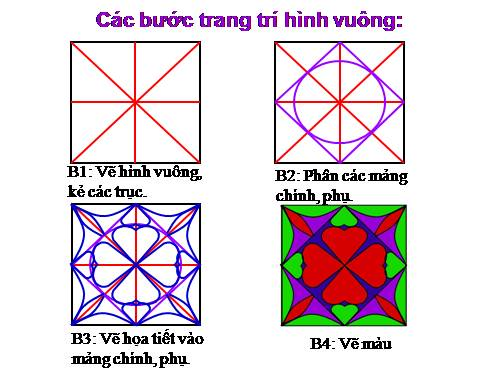 Các bước trang trí hình vuông:
B1: Vẽ hình vuông,
kẻ các trục.
B2: Phân các mảng
chính, phụ.
B3: Vẽ họa tiết vào
mảng chính, phụ.
B4: Vẽ màu